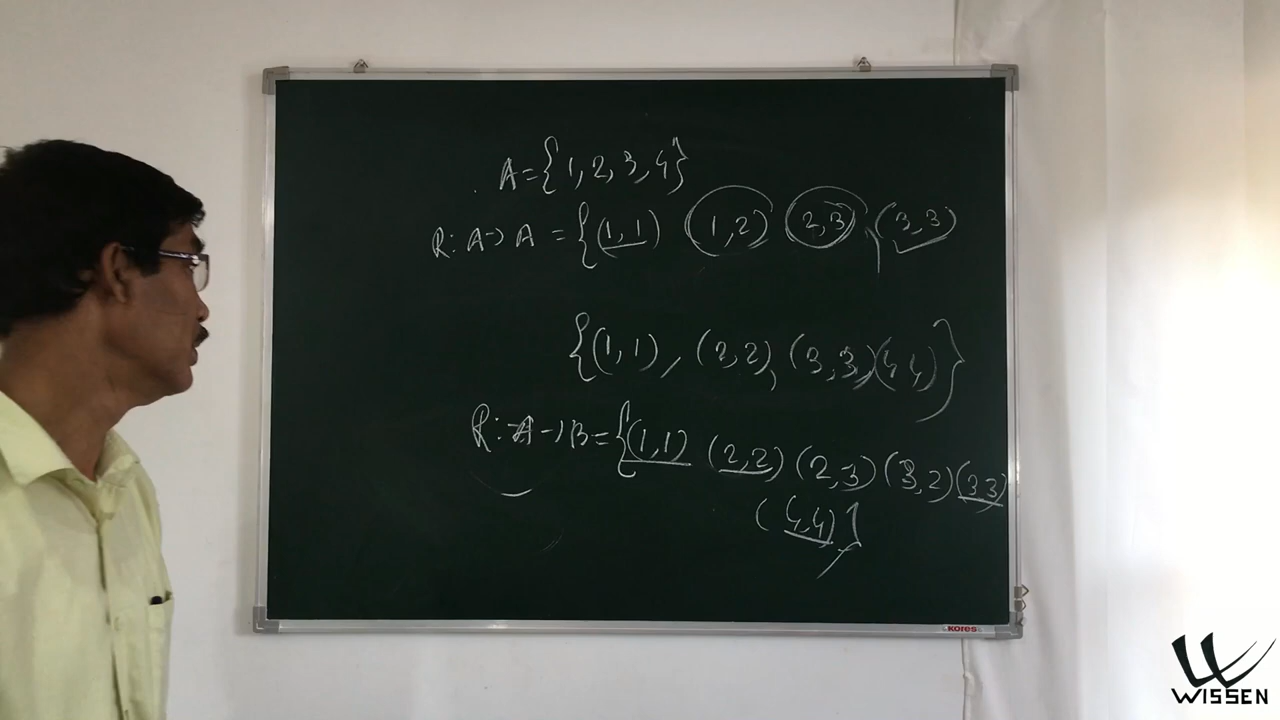 A={1,2,3,4}
R: A→A = {(1,1) (1,2) (2,3), (3,3)
{(1,1), (2,2), (3,3)(4,4)}
R: A→B={(1,1) (2,2) (2,3) (3,2)(3,3)
(4,4)}
kores
WISSEN